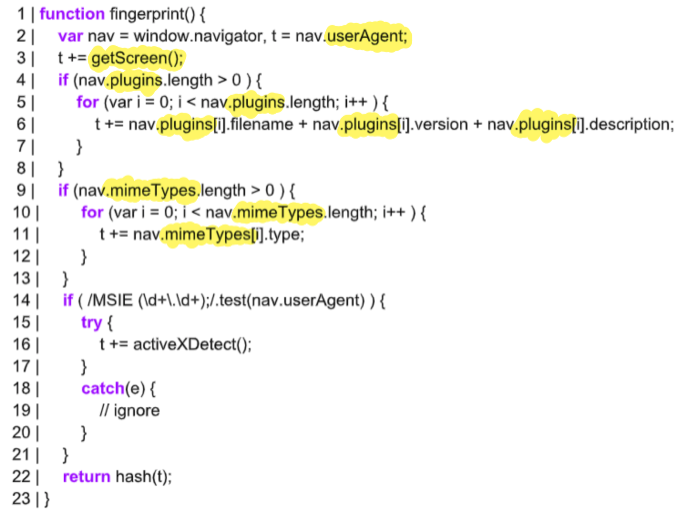 1 | function fingerprint() {
2 | var nav = window.navigator, t = nav.userAgent;
3 | t += getScreen();
4 | if (nav.plugins.length > 0 ) {
5 | for (var i = 0; i < nav.plugins.length; i++ ) {
6 | t += nav.plugins[i].filename + nav.plugins[i].version + nav.plugins[i].description;
7 | }
8 | }
9 | if (nav.mimeTypes.length > 0 ) {
10 | for (var i = 0; i < nav.mimeTypes.length; i++ ) {
11 | t += nav.mimeTypes[i].type;
12 | }
13 | }
14 | if ( /MSIE (\d+\.\d+);/.test(nav.userAgent) ) {
15 | try {
16 | t += activeXDetect();
17 | }
18 | catch(e) {
19 | // ignore
20 | }
21 | }
22 | return hash(t);
23 | }